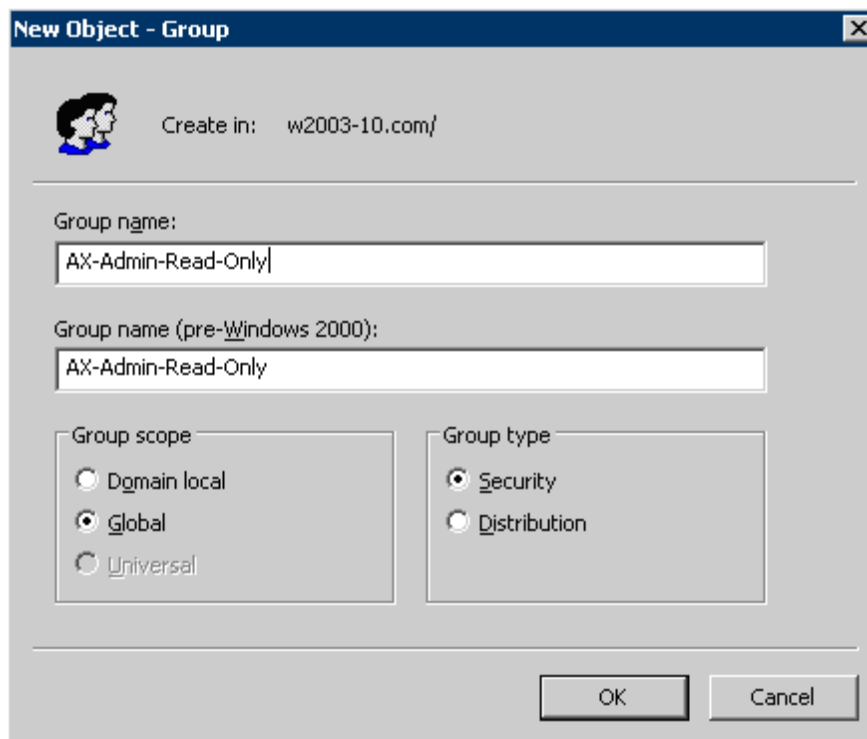 New Object - Group
Create in: w2003-10.com/
Group name:
AX-Admin-Read-Only
Group name (pre-Windows 2000):
AX-Admin-Read-Only
Group scope
Domain local
Global
Universal
Group type
Security
Distribution
OK Cancel